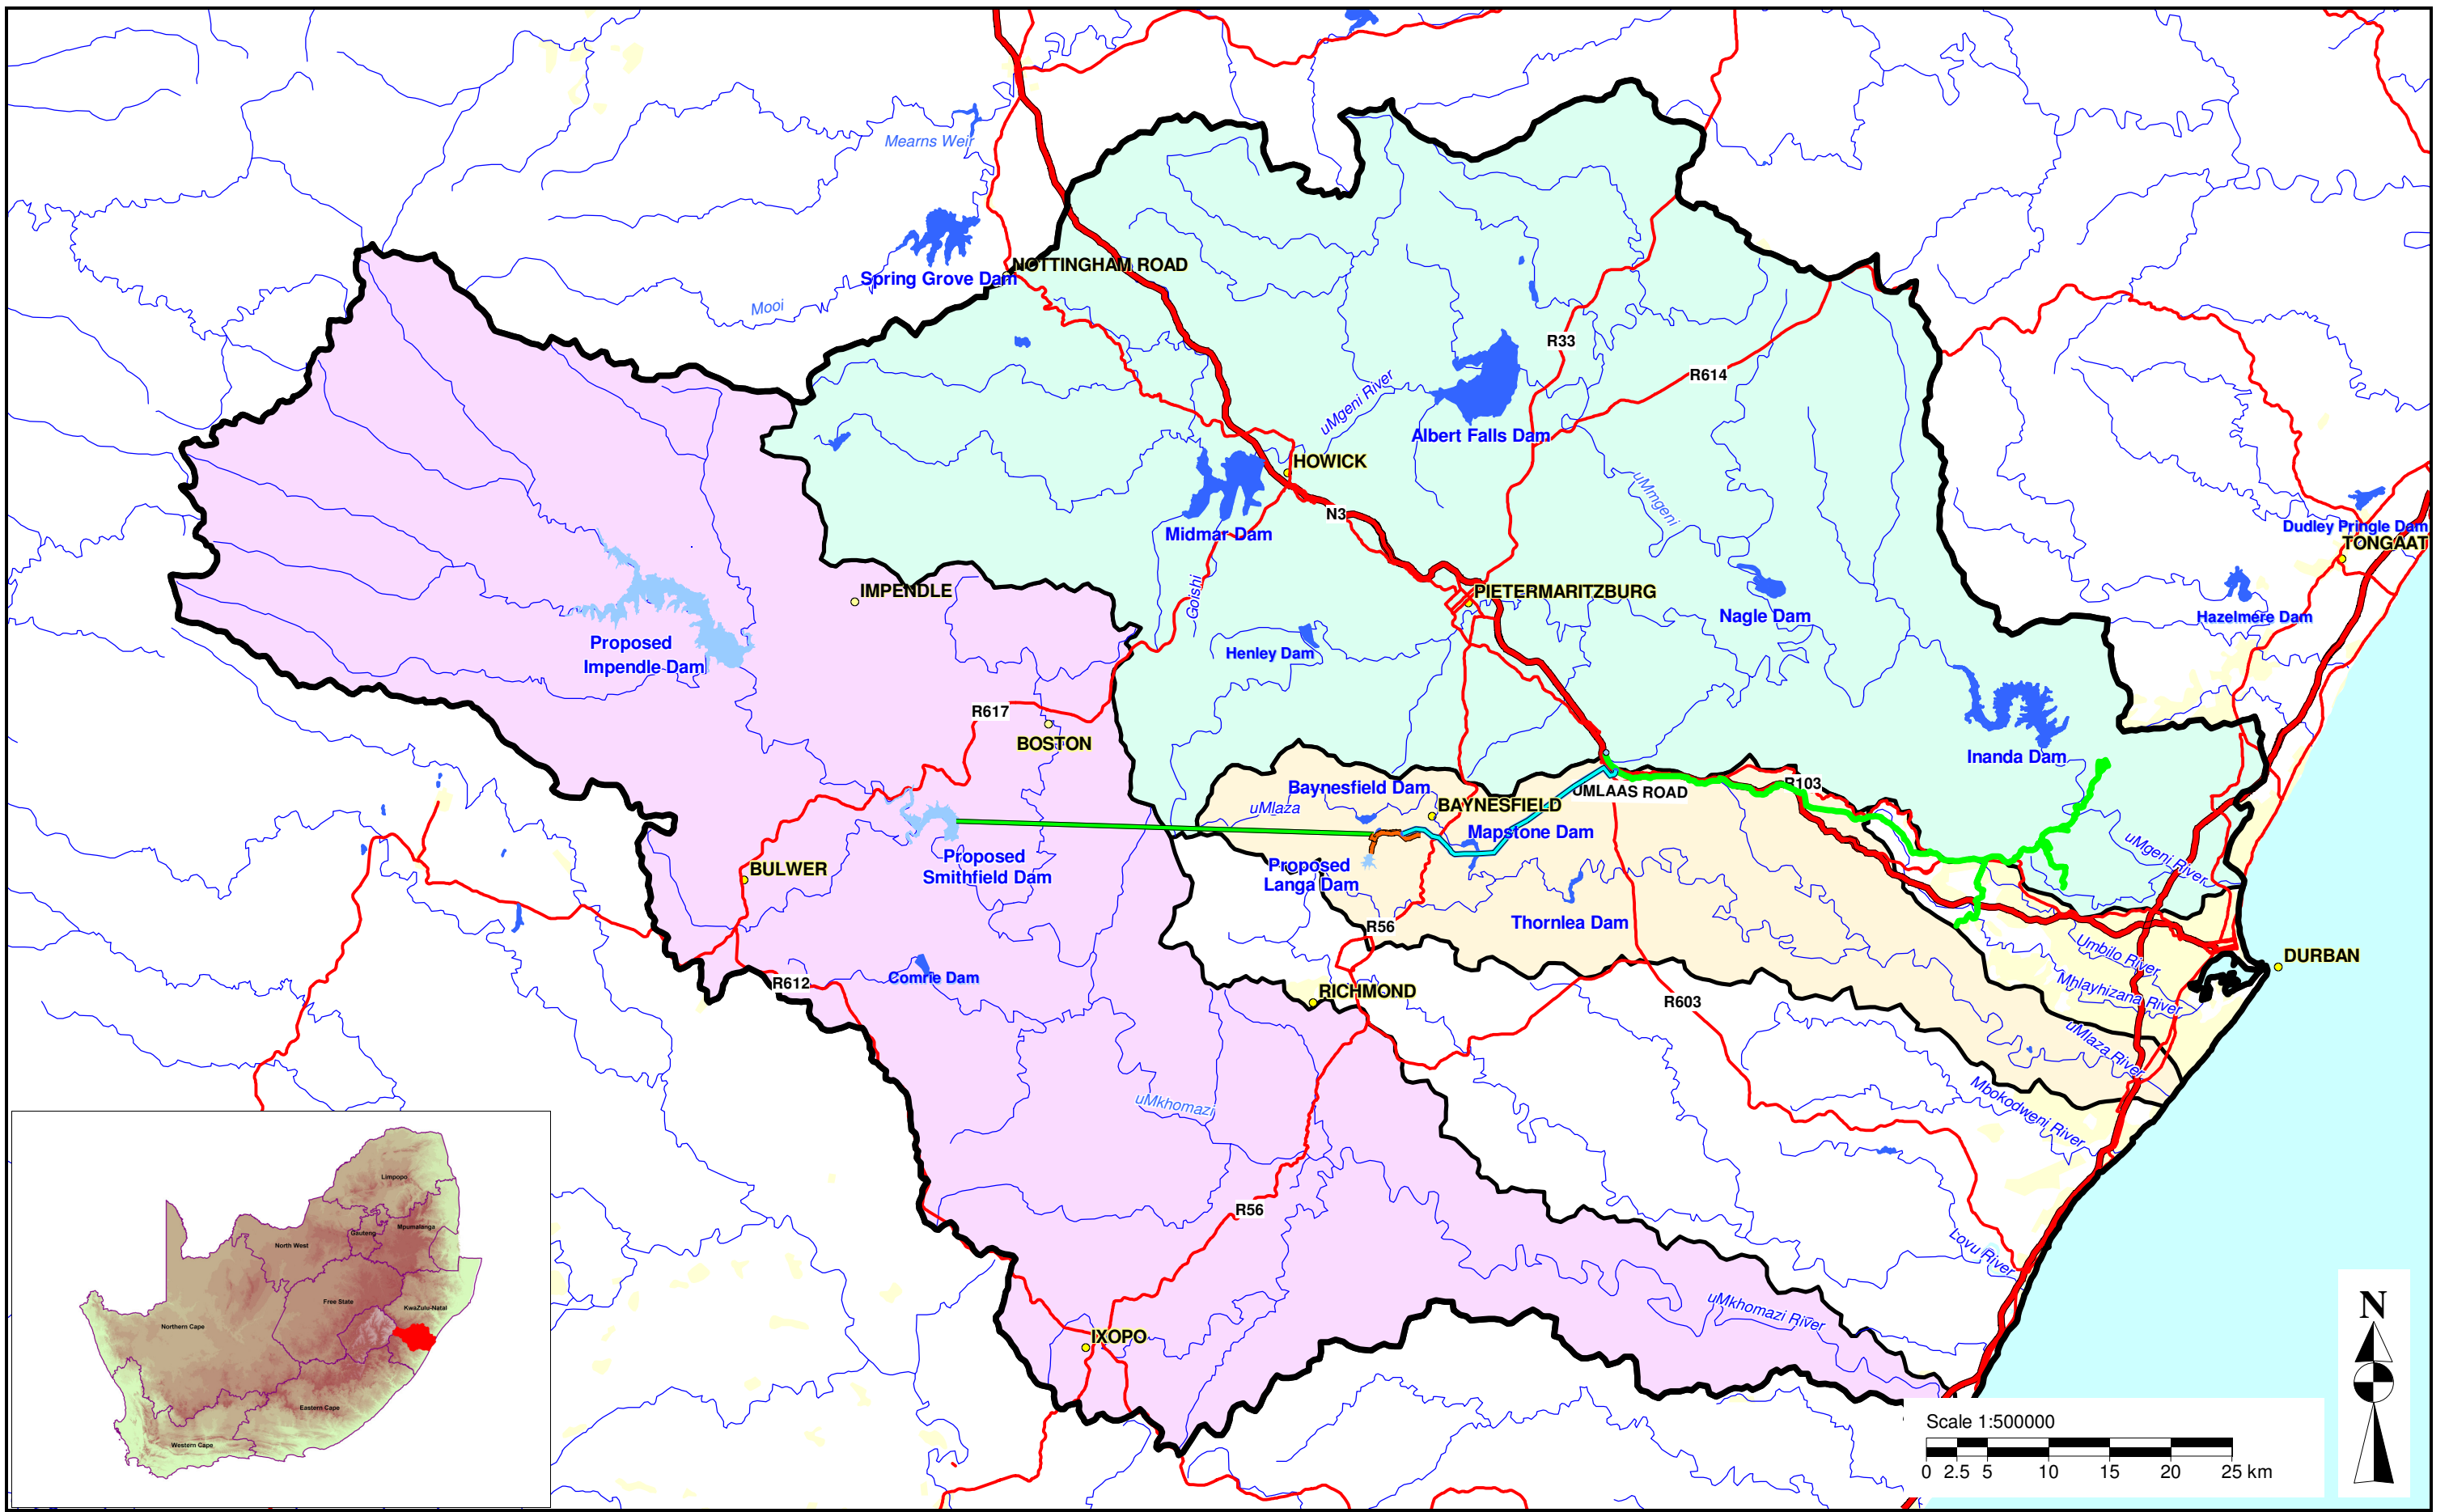 Mearns Weir
NOTTINGHAM ROAD
Spring Grove Dam
Mooi
R33
R614
uMgeni River
Albert Falls Dam
HOWICK
uMmgeni
N3
Midmar Dam
Dudley Pringle Dam
TONGAAT
IMPENDLE
PIETERMARITZBURG
Goishi
Nagle Dam
Hazelmere Dam
Proposed
Impendle Dam
Henley Dam
R617
BOSTON
Inanda Dam
Baynesfield Dam
R103
UMLAAS ROAD
uMlaza
BAYNESFIELD
Mapstone Dam
Proposed
Smithfield Dam
Proposed
Langa Dam
uMgeni River
BULWER
Thornlea Dam
R56
Umbilo River
DURBAN
Comrie Dam
R612
RICHMOND
R603
Mhlayhizana River
uMlaza River
uMkhomazi
Mbokodweni River
R56
Lovu River
uMkhomazi River
IXOPO
Limpopo
Mpumalanga
Gauteng
North West
Free State
KwaZulu-Natal
Northern Cape
Eastern Cape
Western Cape
N
Scale 1:500000
0 2.5 5 10 15 20 25 km